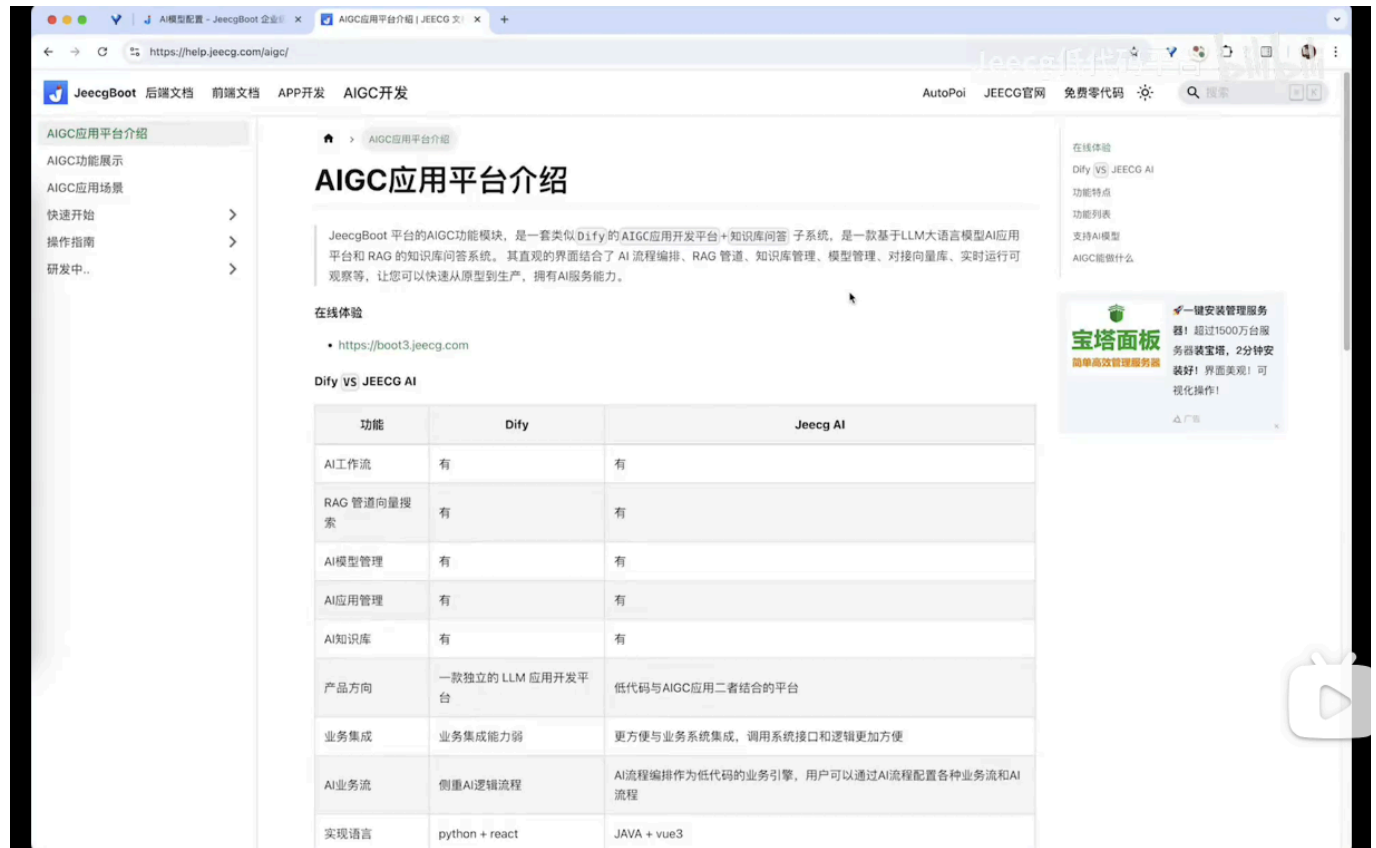 AI模型配置 - JeecgBoot 企业
AIGC应用平台介绍 | JEECG 文
https://help.jeecg.com/aigc/
Jeecg低代码平台 bilibili
JeecgBoot 后端文档 前端文档 APP开发 AIGC开发
AutoPoi JEECG官网 免费零代码 搜索 K
AIGC应用平台介绍
AIGC功能展示
AIGC应用场景
快速开始
操作指南
研发中..
AIGC应用平台介绍
AIGC应用平台介绍
JeecgBoot 平台的AIGC功能模块，是一套类似Dify的AIGC应用开发平台+知识库问答 子系统，是一款基于LLM大语言模型AI应用
平台和 RAG 的知识库问答系统。 其直观的界面结合了 AI 流程编排、RAG 管道、知识库管理、模型管理、对接向量库、实时运行可
观察等，让您可以快速从原型到生产，拥有AI服务能力。
在线体验
• https://boot3.jeecg.com
Dify VS JEECG AI
功能 Dify Jeecg AI
AI工作流 有 有
RAG 管道向量搜
索 有 有
AI模型管理 有 有
AI应用管理 有 有
AI知识库 有 有
产品方向 一款独立的 LLM 应用开发平
台 低代码与AIGC应用二者结合的平台
业务集成 业务集成能力弱 更方便与业务系统集成，调用系统接口和逻辑更加方便
AI业务流 侧重AI逻辑流程 AI流程编排作为低代码的业务引擎，用户可以通过AI流程配置各种业务流和AI
流程
实现语言 python + react JAVA + vue3
在线体验
Dify VS JEECG AI
功能特点
功能列表
支持AI模型
AIGC能做什么
宝塔面板
简单高效管理服务器
一键安装管理服务
器！超过1500万台服
务器装宝塔，2分钟安
装好！界面美观！可
视化操作！
广告